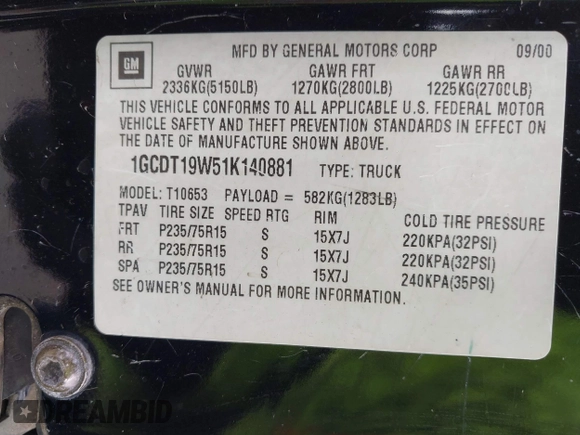 GM
MFD BY GENERAL MOTORS CORP 09/00
GVWR GAWR FRT GAWR RR
2336KG(5150LB) 1270KG(2800LB) 1225KG(2700LB)
THIS VEHICLE CONFORMS TO ALL APPLICABLE U.S. FEDERAL MOTOR
VEHICLE SAFETY AND THEFT PREVENTION STANDARDS IN EFFECT ON
THE DATE OF MANUFACTURE SHOWN ABOVE.
1GCDT19W51K140881 TYPE: TRUCK
MODEL: T10653 PAYLOAD = 582KG(1283LB)
TPAV TIRE SIZE SPEED RTG RIM COLD TIRE PRESSURE
FRT P235/75R15 S 15X7J 220KPA(32PSI)
RR P235/75R15 S 15X7J 220KPA(32PSI)
SPA P235/75R15 S 15X7J 240KPA(35PSI)
SEE OWNER'S MANUAL FOR MORE INFORMATION.
DREAMBID